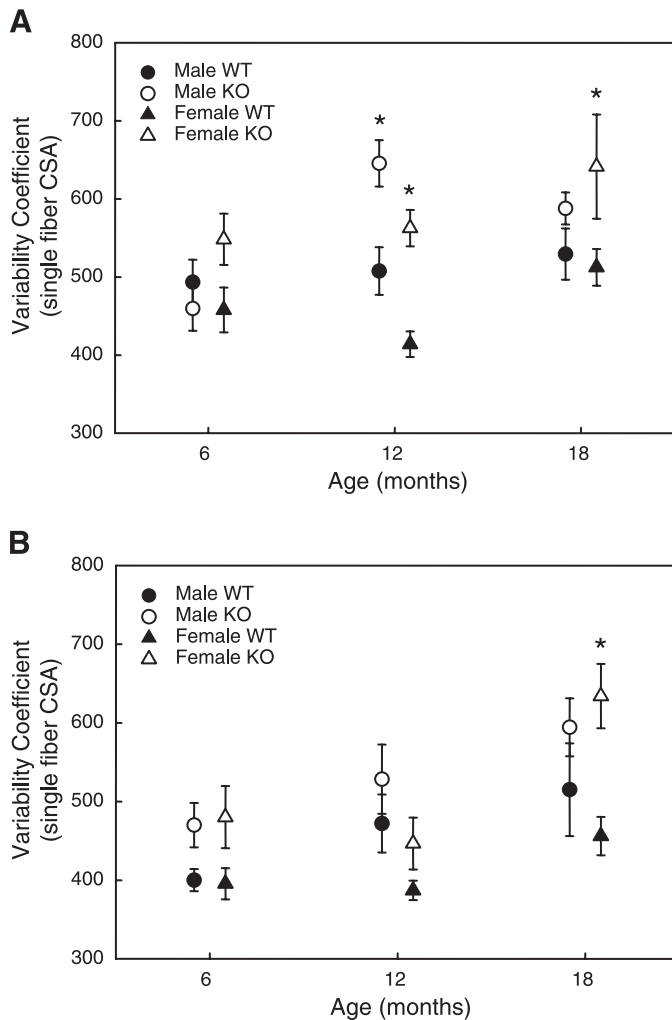 A
Variability Coefficient
(single fiber CSA)
800
700
600
500
400
300
Male WT
Male KO
Female WT
Female KO
*
*
*
6
12
18
Age (months)
B
Variability Coefficient
(single fiber CSA)
800
700
600
500
400
300
Male WT
Male KO
Female WT
Female KO
*
6
12
18
Age (months)